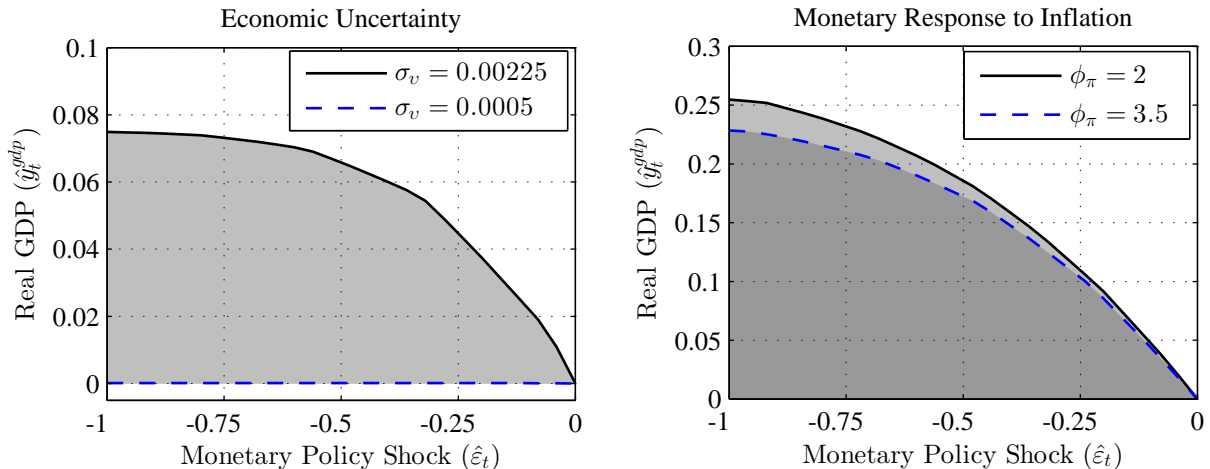 Economic Uncertainty
σ_v = 0.00225
σ_v = 0.0005
0.1
0.08
0.06
0.04
0.02
0
Real GDP (ŷ_t^{gdp})
-1 -0.75 -0.5 -0.25 0
Monetary Policy Shock (ε̂_t)
Monetary Response to Inflation
φ_π = 2
φ_π = 3.5
0.3
0.25
0.2
0.15
0.1
0.05
0
Real GDP (ŷ_t^{gdp})
-1 -0.75 -0.5 -0.25 0
Monetary Policy Shock (ε̂_t)